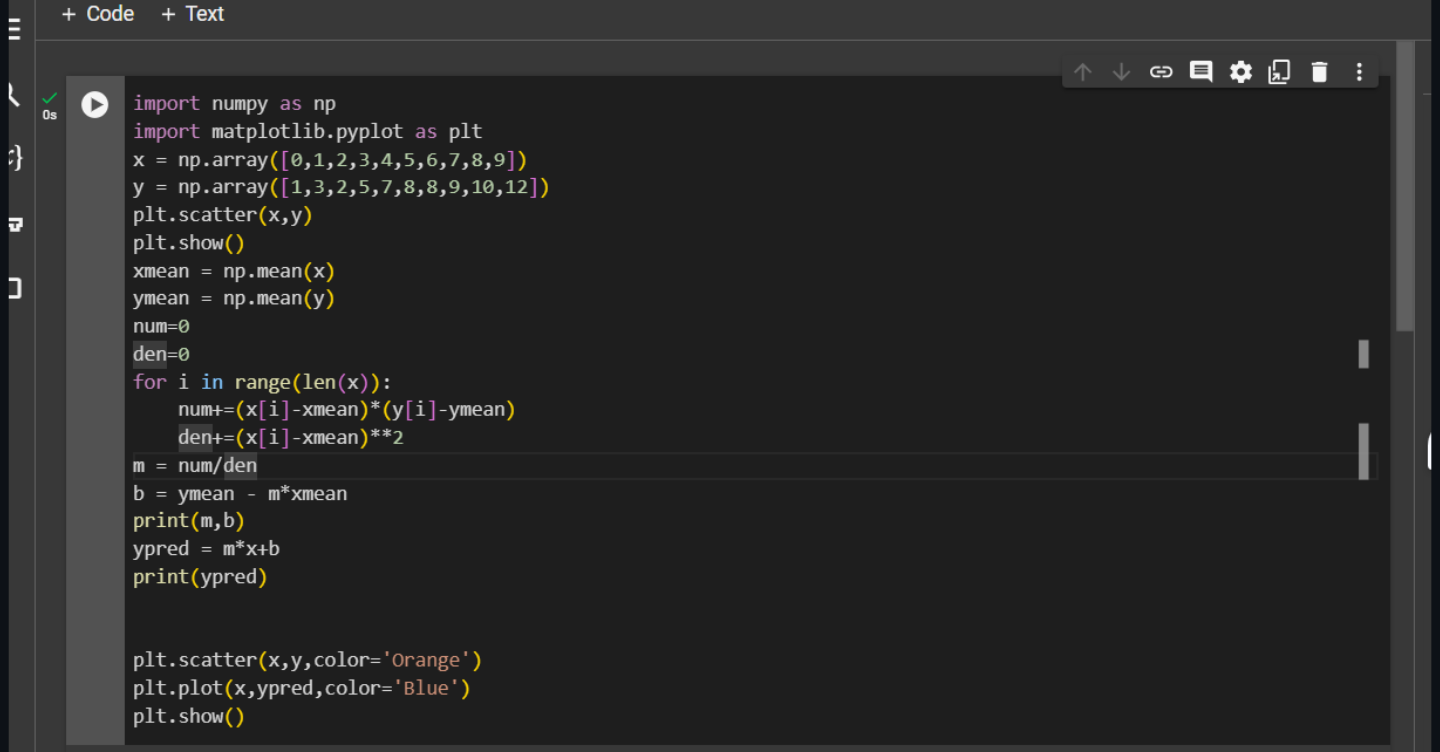 + Code + Text
0s
import numpy as np
import matplotlib.pyplot as plt
x = np.array([0,1,2,3,4,5,6,7,8,9])
y = np.array([1,3,2,5,7,8,8,9,10,12])
plt.scatter(x,y)
plt.show()
xmean = np.mean(x)
ymean = np.mean(y)
num=0
den=0
for i in range(len(x)):
    num+=(x[i]-xmean)*(y[i]-ymean)
    den+=(x[i]-xmean)**2
m = num/den
b = ymean - m*xmean
print(m,b)
ypred = m*x+b
print(ypred)
plt.scatter(x,y,color='Orange')
plt.plot(x,ypred,color='Blue')
plt.show()